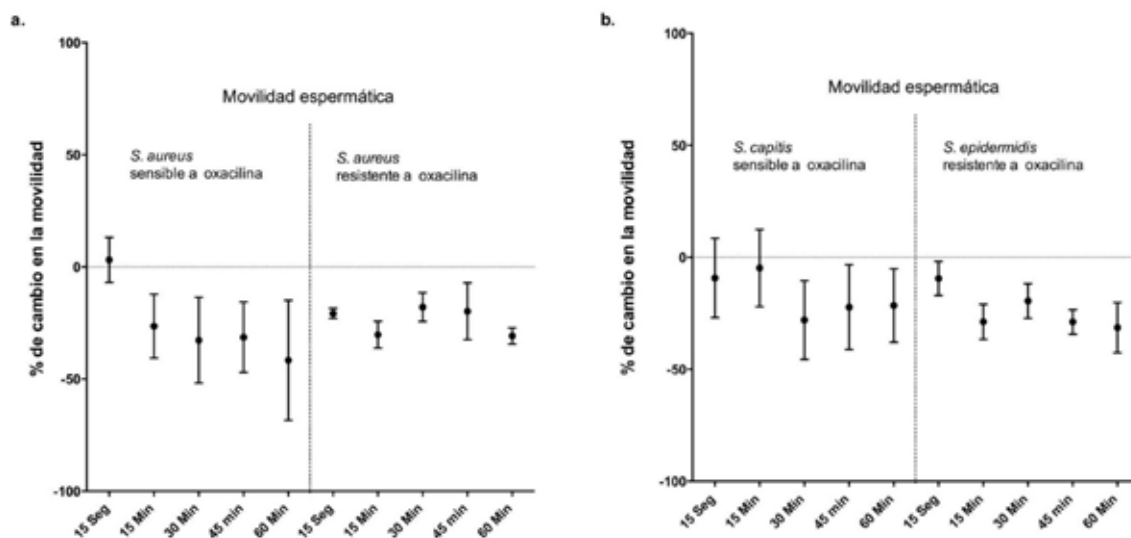 a.
100
50
0
-50
-100
% de cambio en la movilidad
Movilidad espermática
S. aureus
sensible a oxacilina
S. aureus
resistente a oxacilina
15 Seg
15 Min
30 Min
45 min
60 Min
15 Seg
15 Min
30 Min
45 min
60 Min
b.
100
50
0
-50
-100
% de cambio en la movilidad
Movilidad espermática
S. capitis
sensible a oxacilina
S. epidermidis
resistente a oxacilina
15 Seg
15 Min
30 Min
45 min
60 Min
15 Seg
15 Min
30 Min
45 min
60 Min